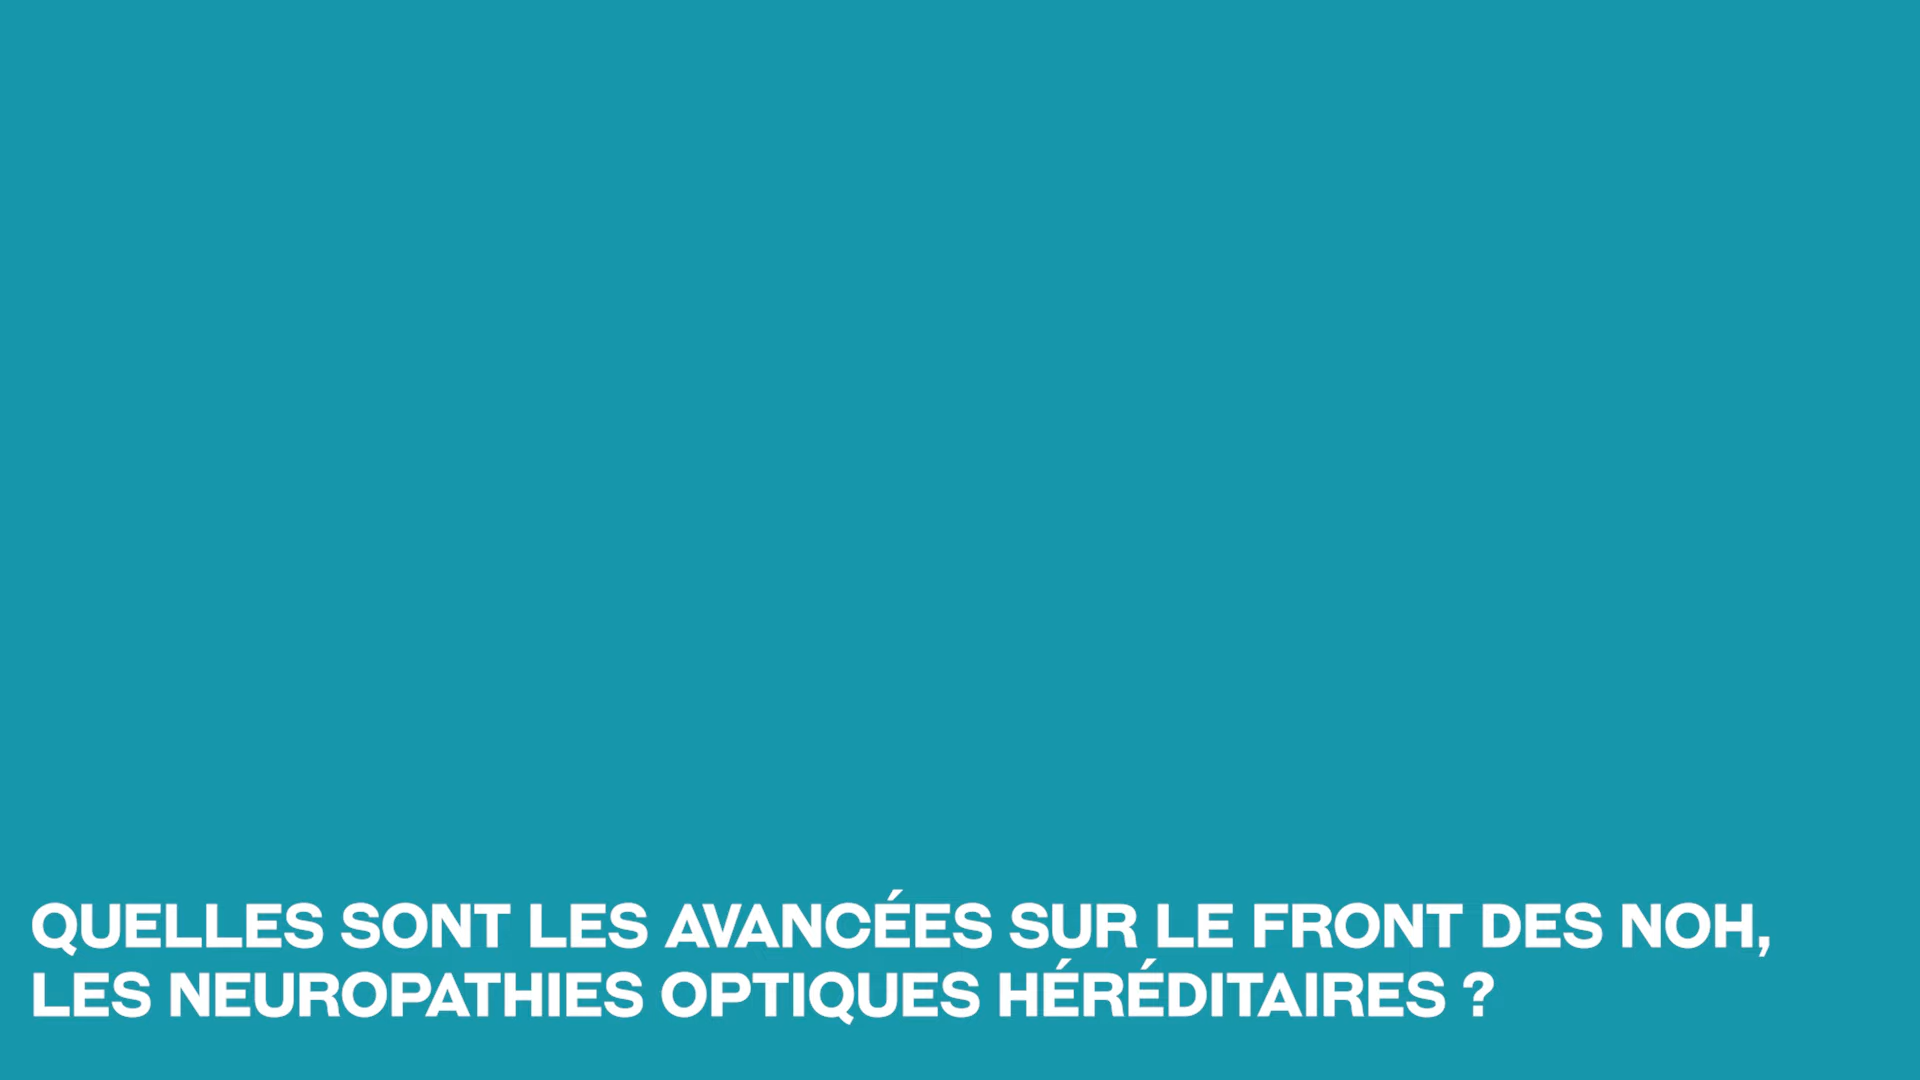 QUELLES SONT LES AVANCÉES SUR LE FRONT DES NOH,
LES NEUROPATHIES OPTIQUES HÉRÉDITAIRES ?